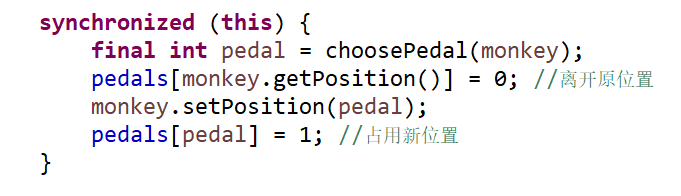 synchronized (this) {
    final int pedal = choosePedal(monkey);
    pedals[monkey.getPosition()] = 0; //离开原位置
    monkey.setPosition(pedal);
    pedals[pedal] = 1; //占用新位置
}